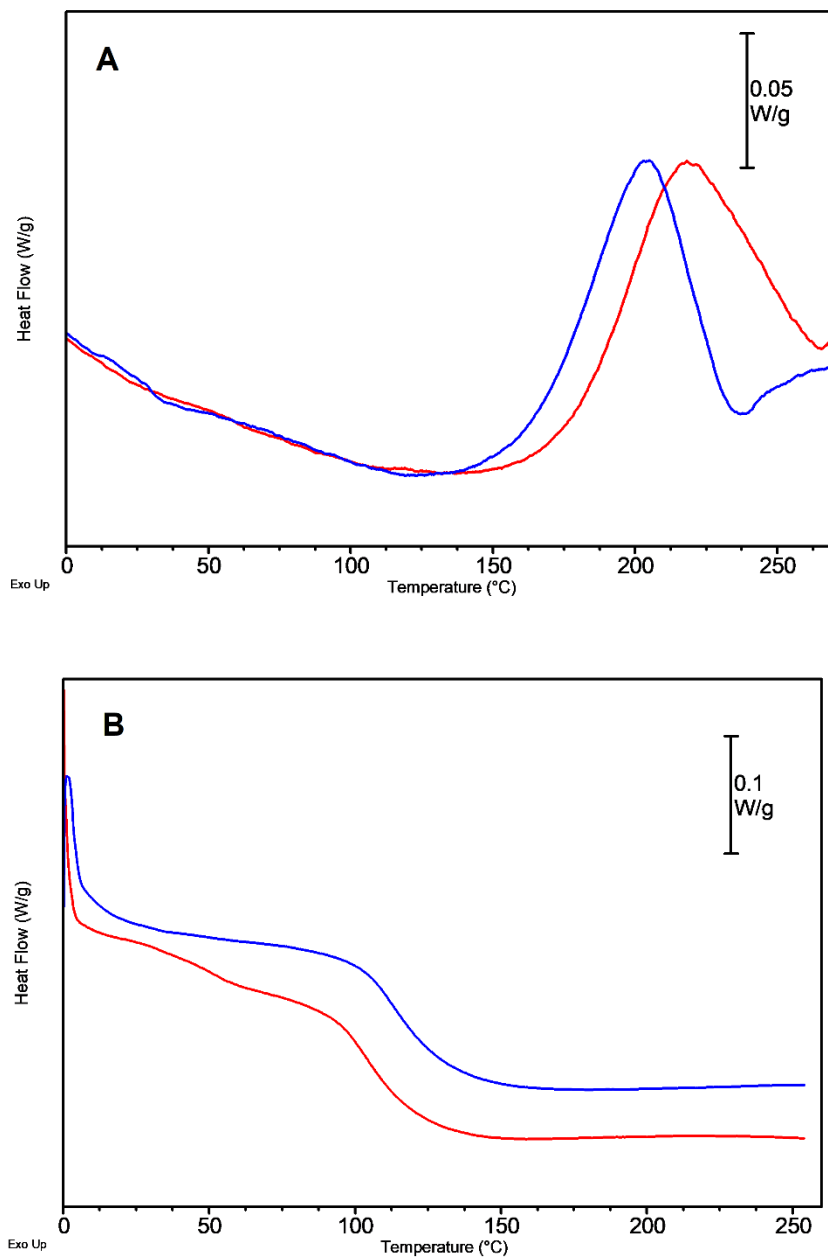 A
0.05
W/g
Heat Flow (W/g)
0 50 100 150 200 250
Exo Up
Temperature (°C)
B
0.1
W/g
Heat Flow (W/g)
0 50 100 150 200 250
Exo Up
Temperature (°C)